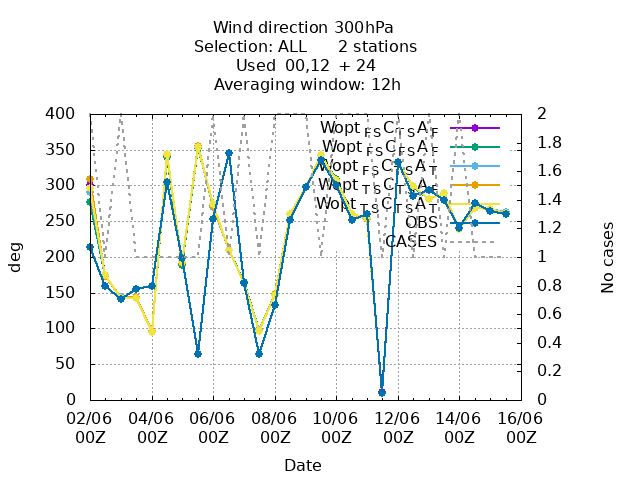 Wind direction 300hPa
Selection: ALL 2 stations
Used 00,12 + 24
Averaging window: 12h
400 350 300 250 200 150 100 50 0
deg
2 1.8 1.6 1.4 1.2 1 0.8 0.6 0.4 0.2 0
No cases
Wopt FS C TS A F
Wopt FS C FS A F
Wopt FS C FS A T
Wopt TS C TS A F
Wopt TS C TS A T
OBS
CASES
02/06 04/06 06/06 08/06 10/06 12/06 14/06 16/06
00Z 00Z 00Z 00Z 00Z 00Z 00Z 00Z
Date